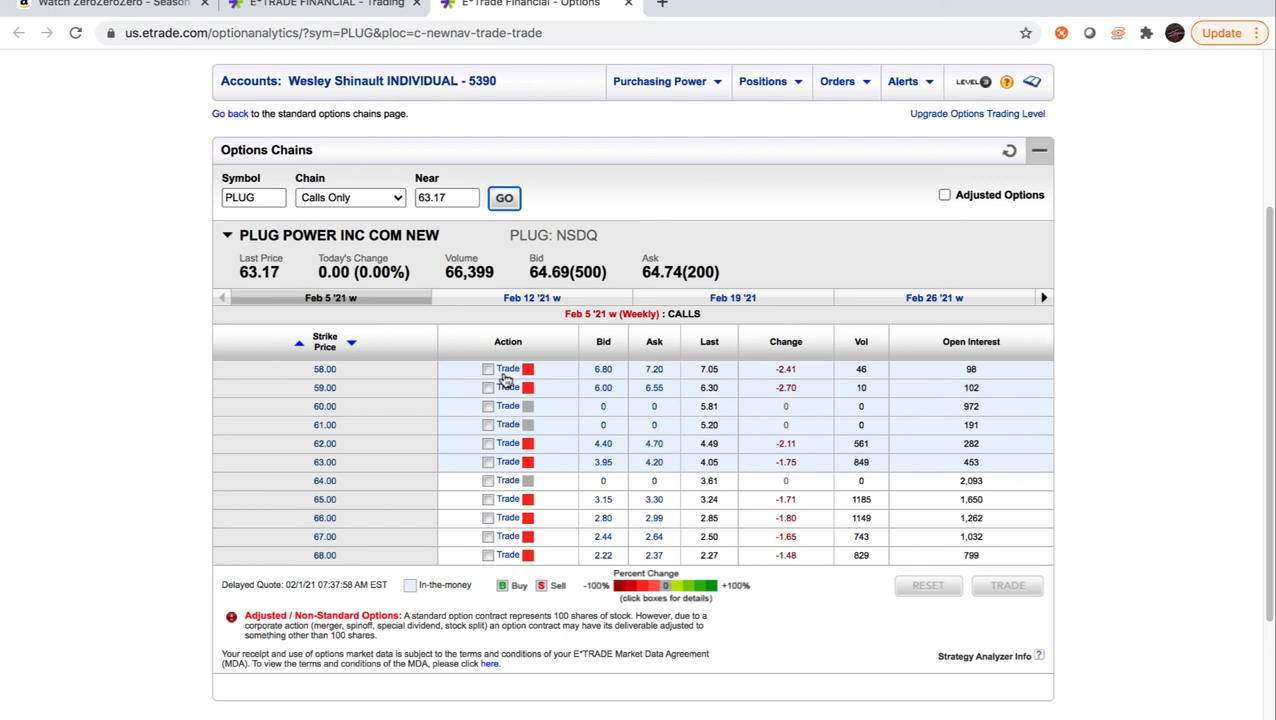 Watch ZeroZeroZero - Season
E*TRADE FINANCIAL - Trading
E*TRADE Financial - Options
us.etrade.com/optionanalytics/?sym=PLUG&ploc=c-newnav-trade-trade
Update
Accounts: Wesley Shinault INDIVIDUAL - 5390
Purchasing Power
Positions
Orders
Alerts
LEVEL 3
Go back to the standard options chains page.
Upgrade Options Trading Level
Options Chains
Symbol Chain Near
PLUG Calls Only 63.17 GO
Adjusted Options
PLUG POWER INC COM NEW PLUG: NSDQ
Last Price Today's Change Volume Bid Ask
63.17 0.00 (0.00%) 66,399 64.69(500) 64.74(200)
Feb 5 '21 w Feb 12 '21 w Feb 19 '21 Feb 26 '21 w
Feb 5 '21 w (Weekly) : CALLS
Strike Price Action Bid Ask Last Change Vol Open Interest
58.00 Trade 6.80 7.20 7.05 -2.41 46 98
59.00 Trade 6.00 6.55 6.30 -2.70 10 102
60.00 Trade 0 0 5.81 0 0 972
61.00 Trade 0 0 5.20 0 0 191
62.00 Trade 4.40 4.70 4.49 -2.11 561 282
63.00 Trade 3.95 4.20 4.05 -1.75 849 453
64.00 Trade 0 0 3.61 0 0 2,093
65.00 Trade 3.15 3.30 3.24 -1.71 1185 1,650
66.00 Trade 2.80 2.99 2.85 -1.80 1149 1,262
67.00 Trade 2.44 2.64 2.50 -1.65 743 1,032
68.00 Trade 2.22 2.37 2.27 -1.48 829 799
Delayed Quote: 02/1/21 07:37:58 AM EST
In-the-money
B Buy S Sell
Percent Change
-100% 0 +100%
(click boxes for details)
RESET TRADE
Adjusted / Non-Standard Options: A standard option contract represents 100 shares of stock. However, due to a
corporate action (merger, spinoff, special dividend, stock split) an option contract may have its deliverable adjusted to
something other than 100 shares.
Your receipt and use of options market data is subject to the terms and conditions of you E*TRADE Market Data Agreement
(MDA). To view the terms and conditions of the MDA, please click here.
Strategy Analyzer Info ?